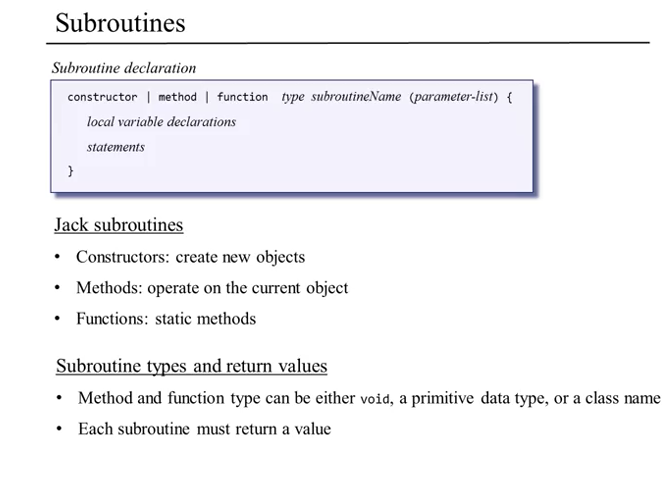 Subroutines
Subroutine declaration
constructor | method | function type subroutineName (parameter-list) {
local variable declarations
statements
}
Jack subroutines
• Constructors: create new objects
• Methods: operate on the current object
• Functions: static methods
Subroutine types and return values
• Method and function type can be either void, a primitive data type, or a class name
• Each subroutine must return a value